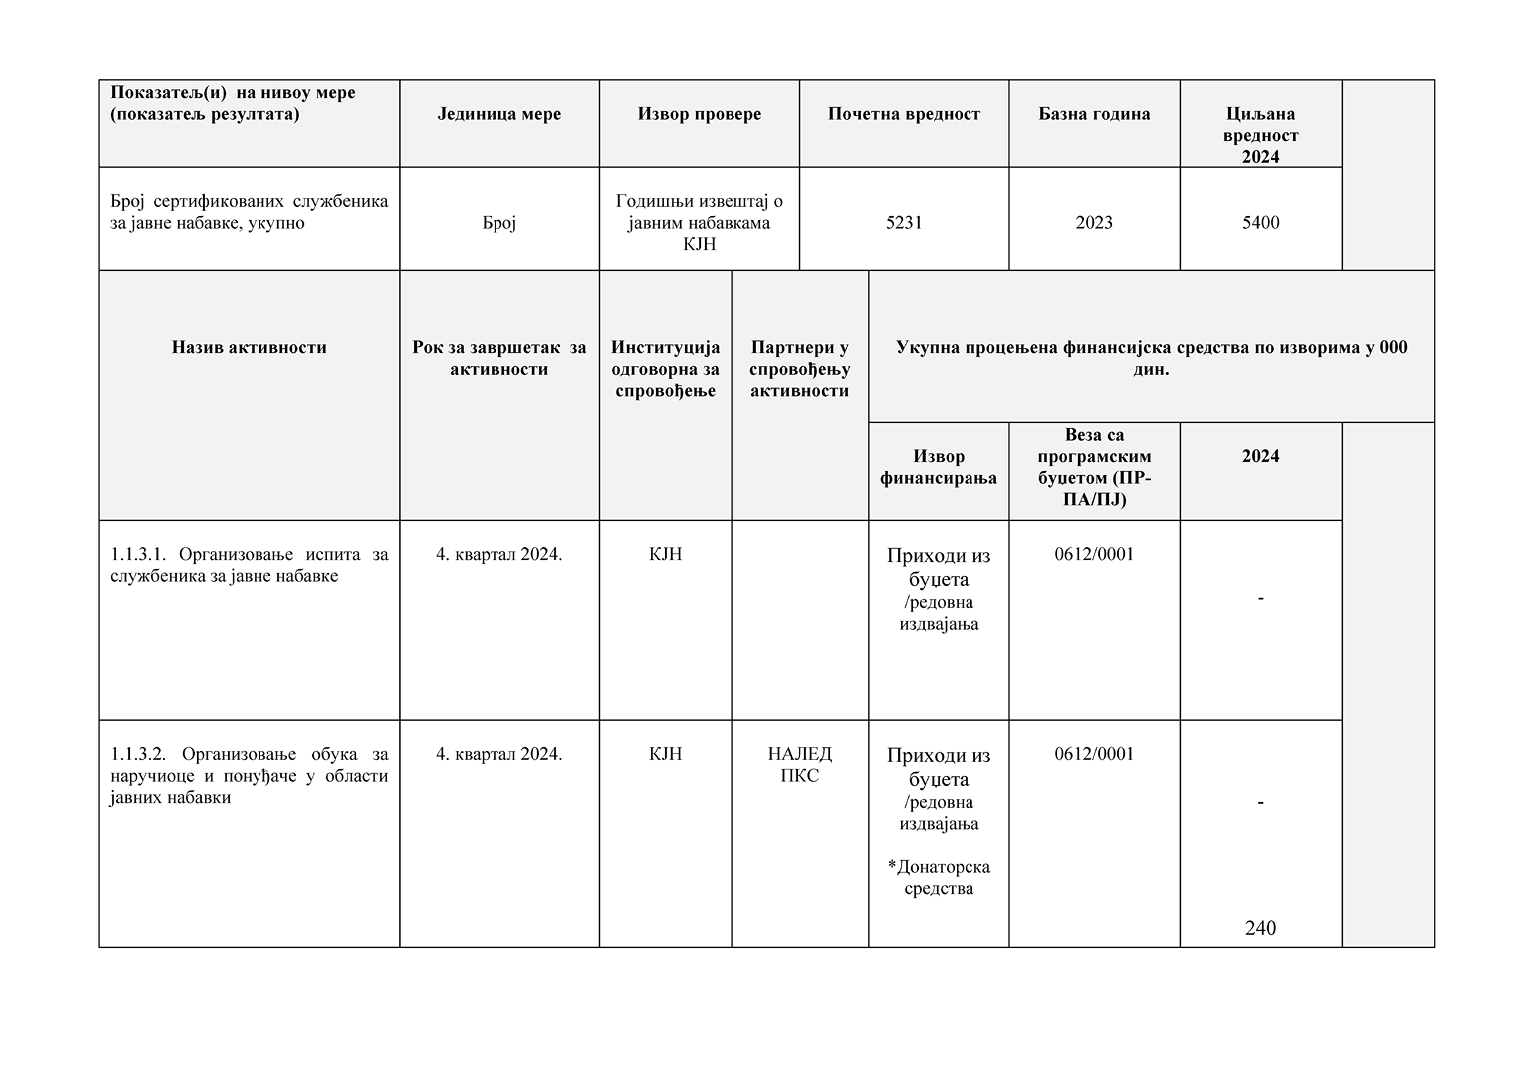 Показатељ(и) на нивоу мере
(показатељ резултата)
Јединица мере
Извор провере
Почетна вредност
Базна година
Циљана
вредност
2024
Број сертификованих службеника
за јавне набавке, укупно
Број
Годишњи извештај о
јавним набавкама
КЈН
5231
2023
5400
Назив активности
Рок за завршетак за
активности
Институција
одговорна за
спровођење
Партнери у
спровођењу
активности
Укупна процењена финансијска средства по изворима у 000
дин.
Извор
финансирања
Веза са
програмским
буџетом (ПР-
ПА/ПЈ)
2024
1.1.3.1. Организовање испита за
службеника за јавне набавке
4. квартал 2024.
КЈН
Приходи из
буџета
/редовна
издвајања
0612/0001
-
1.1.3.2. Организовање обука за
наручиоце и понуђаче у области
јавних набавки
4. квартал 2024.
КЈН
НАЛЕД
ПКС
Приходи из
буџета
/редовна
издвајања
*Донаторска
средства
0612/0001
-
240